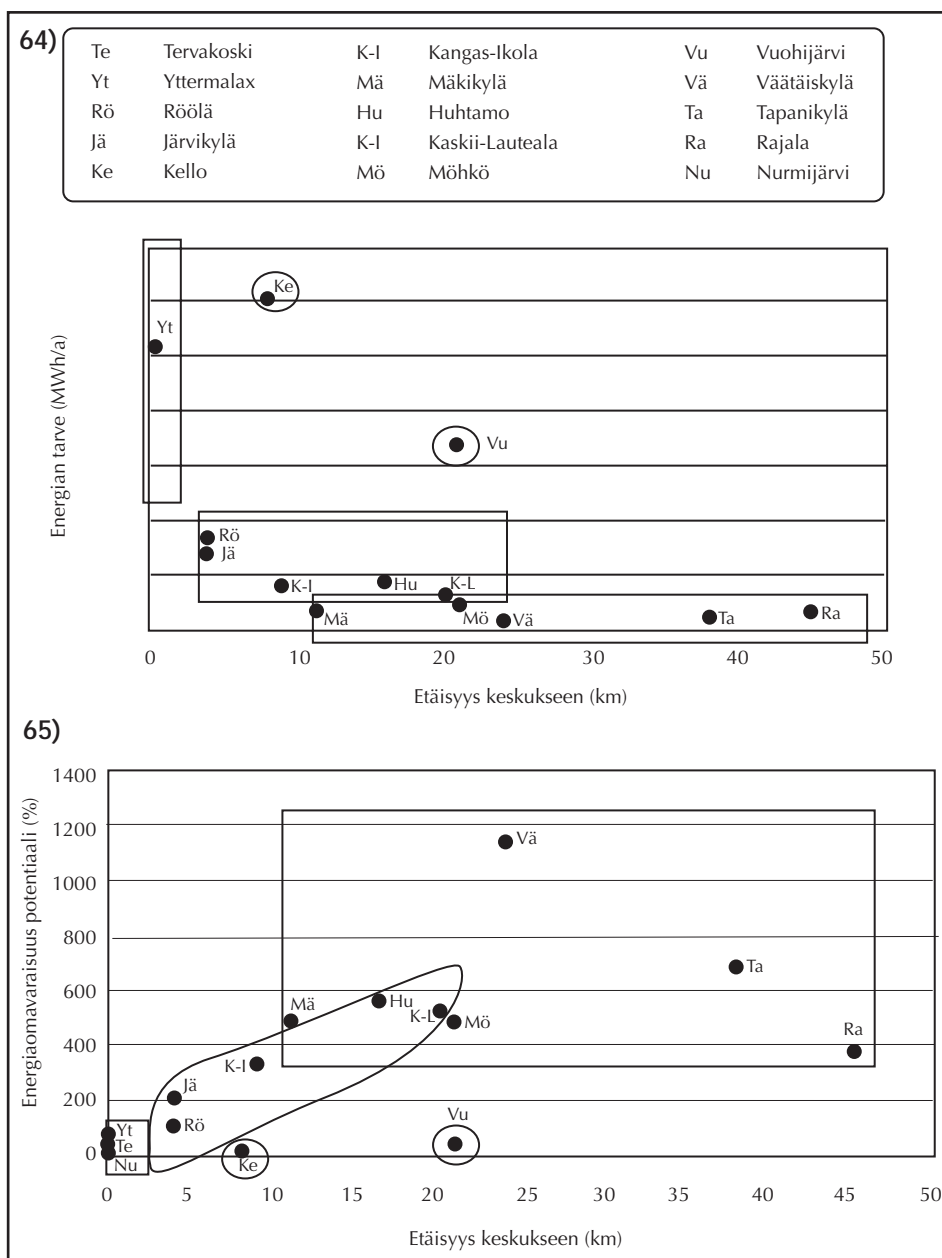 64)
Te Tervakoski K-I Kangas-Ikola Vu Vuohijärvi
Yt Yttermalax Mä Mäkikylä Vä Väätäiskylä
Rö Röölä Hu Huhtamo Ta Tapanikylä
Jä Järvikylä K-I Kaskii-Lauteala Ra Rajala
Ke Kello Mö Möhkö Nu Nurmijärvi
Energian tarve (MWh/a)
Ke
Yt
Vu
Rö
Jä
K-I
Hu
K-L
Mä
Mö
Vä
Ta
Ra
0 10 20 30 40 50
Etäisyys keskukseen (km)
65)
Energiaomavaraisuus potentiaali (%)
1400
1200
1000
800
600
400
200
0
Vä
Ta
Mä
Hu
K-L
Mö
Ra
K-I
Jä
Rö
Vu
Yt
Te
Nu
Ke
0 5 10 15 20 25 30 35 40 45 50
Etäisyys keskukseen (km)